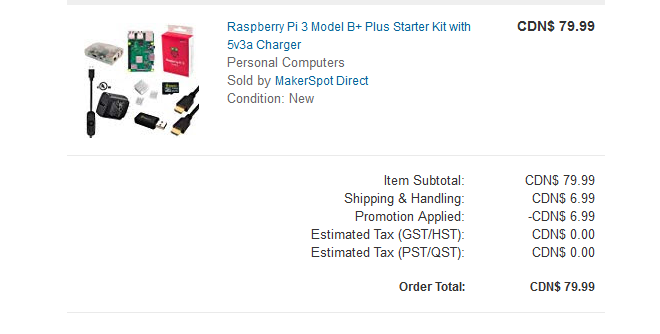 Raspberry Pi 3 Model B+ Plus Starter Kit with
5v3a Charger
Personal Computers
Sold by MakerSpot Direct
Condition: New
CDN$ 79.99
Item Subtotal: CDN$ 79.99
Shipping & Handling: CDN$ 6.99
Promotion Applied: -CDN$ 6.99
Estimated Tax (GST/HST): CDN$ 0.00
Estimated Tax (PST/QST): CDN$ 0.00
Order Total: CDN$ 79.99